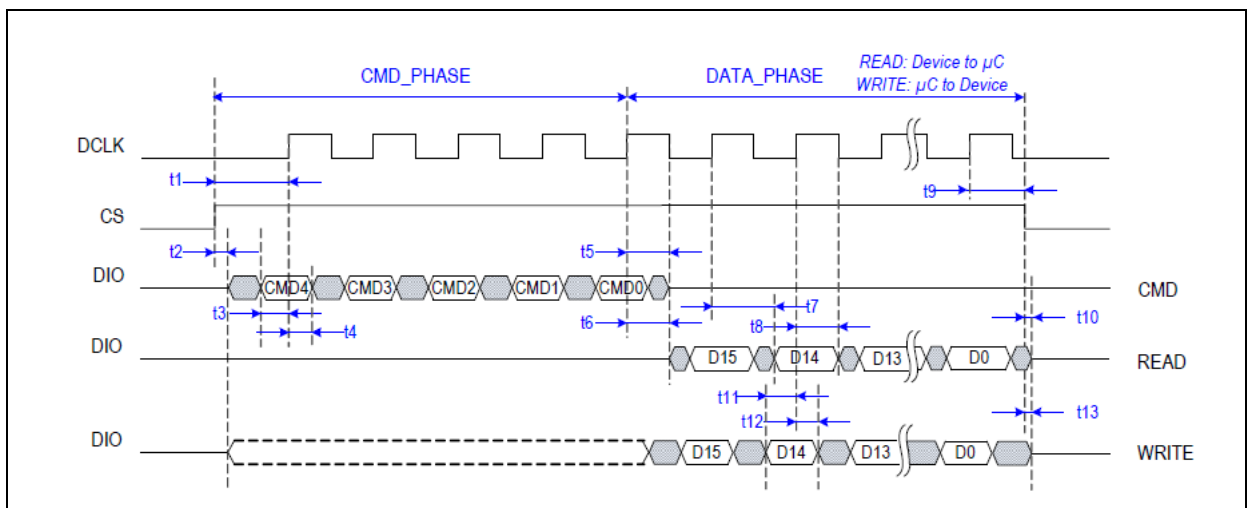 READ: Device to µC
CMD_PHASE DATA_PHASE WRITE: µC to Device
DCLK
t1 t9
CS
t2 t5
DIO
CMD4 CMD3 CMD2 CMD1 CMD0 CMD
t7
t3 t6 t8 t10
t4
DIO
D15 D14 D13 D0 READ
t11
t12 t13
DIO
D15 D14 D13 D0 WRITE